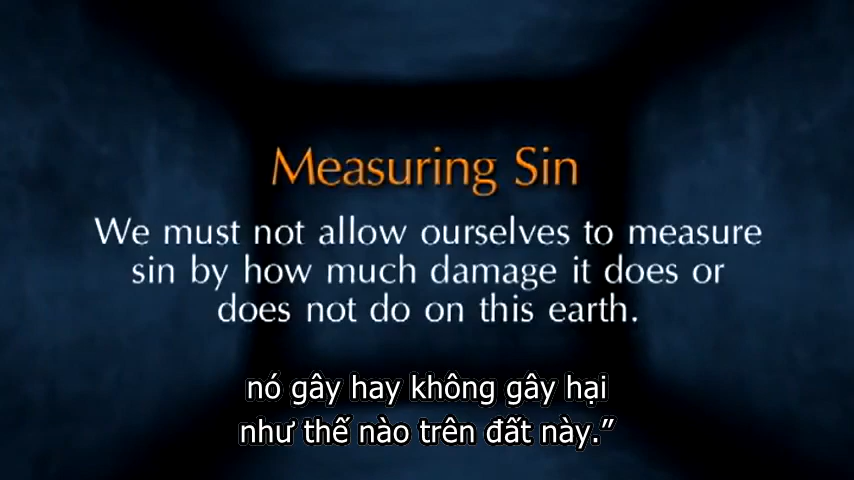 Measuring Sin
We must not allow ourselves to measure
sin by how much damage it does or
does not do on this earth.
nó gây hay không gây hại
như thế nào trên đất này.”